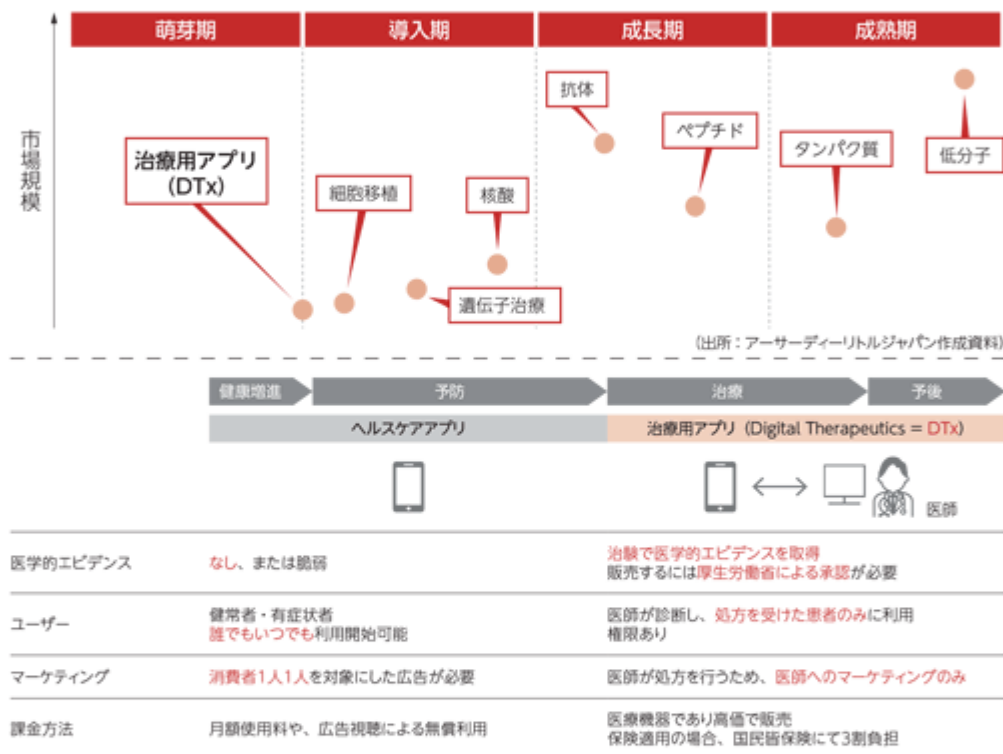 萌芽期
導入期
成長期
成熟期
市場規模
治療用アプリ
(DTx)
細胞移植
遺伝子治療
核酸
抗体
ペプチド
タンパク質
低分子
(出所：アーサーディーリトルジャパン作成資料)
健康増進
予防
治療
予後
ヘルスケアアプリ
治療用アプリ (Digital Therapeutics = DTx)
医師
医学的エビデンス
なし、または脆弱
治験で医学的エビデンスを取得
販売するには厚生労働省による承認が必要
ユーザー
健常者・有症状者
誰でもいつでも利用開始可能
医師が診断し、処方を受けた患者のみに利用
権限あり
マーケティング
消費者1人1人を対象にした広告が必要
医師が処方を行うため、医師へのマーケティングのみ
課金方法
月額使用料や、広告視聴による無償利用
医療機器であり高価で販売
保険適用の場合、国民皆保険にて3割負担